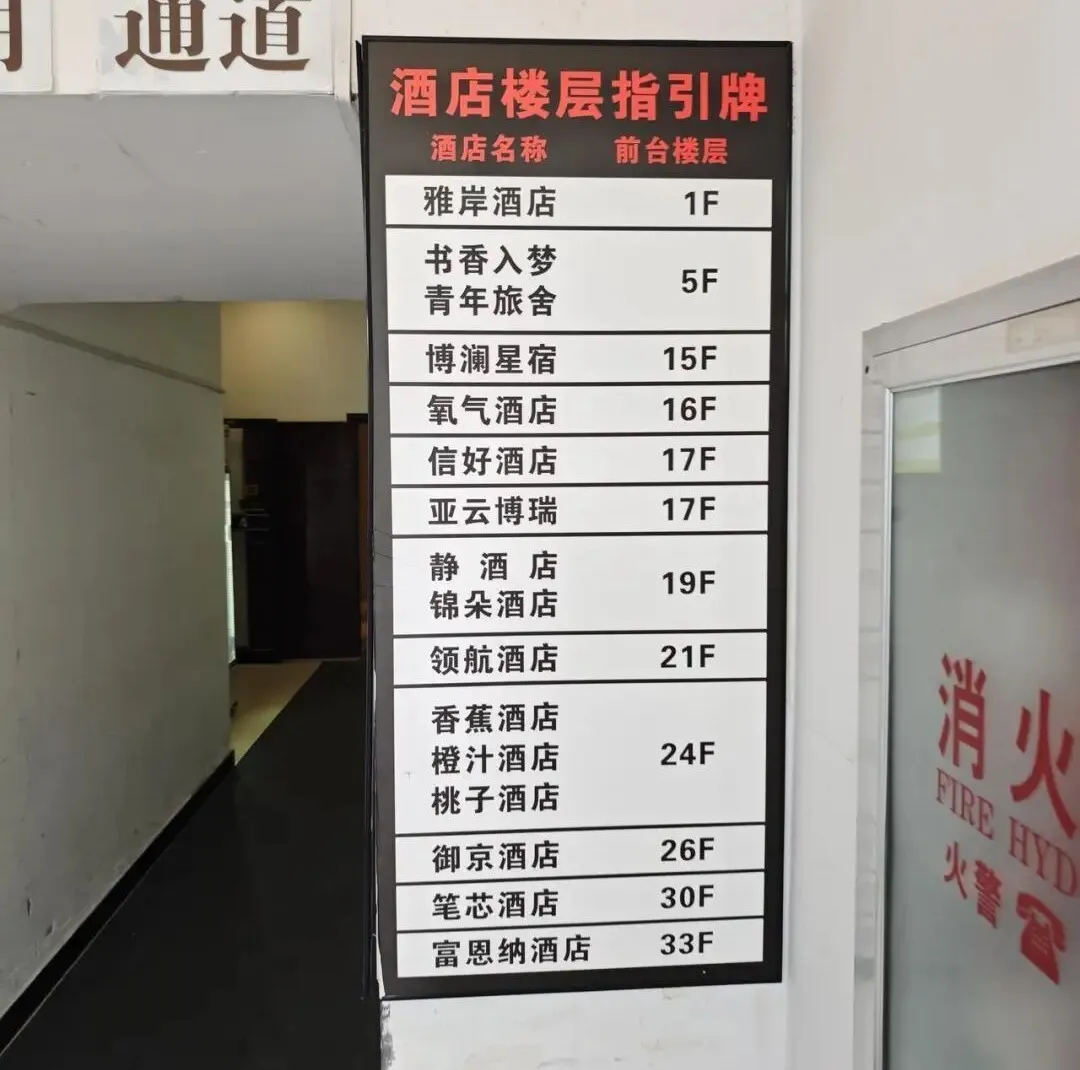 通道
酒店楼层指引牌
酒店名称 前台楼层
雅岸酒店 1F
书香入梦
青年旅舍 5F
博澜星宿 15F
氧气酒店 16F
信好酒店 17F
亚云博瑞 17F
静 酒 店
锦朵酒店 19F
领航酒店 21F
香蕉酒店
橙汁酒店 24F
桃子酒店
御京酒店 26F
笔芯酒店 30F
富恩纳酒店 33F
消火
FIRE HYD
火警